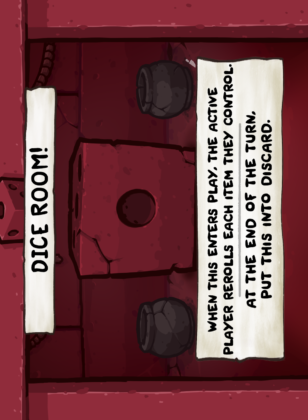 DICE ROOM!
WHEN THIS ENTERS PLAY, THE ACTIVE
PLAYER REROLLS EACH ITEM THEY CONTROL.
AT THE END OF THE TURN,
PUT THIS INTO DISCARD.